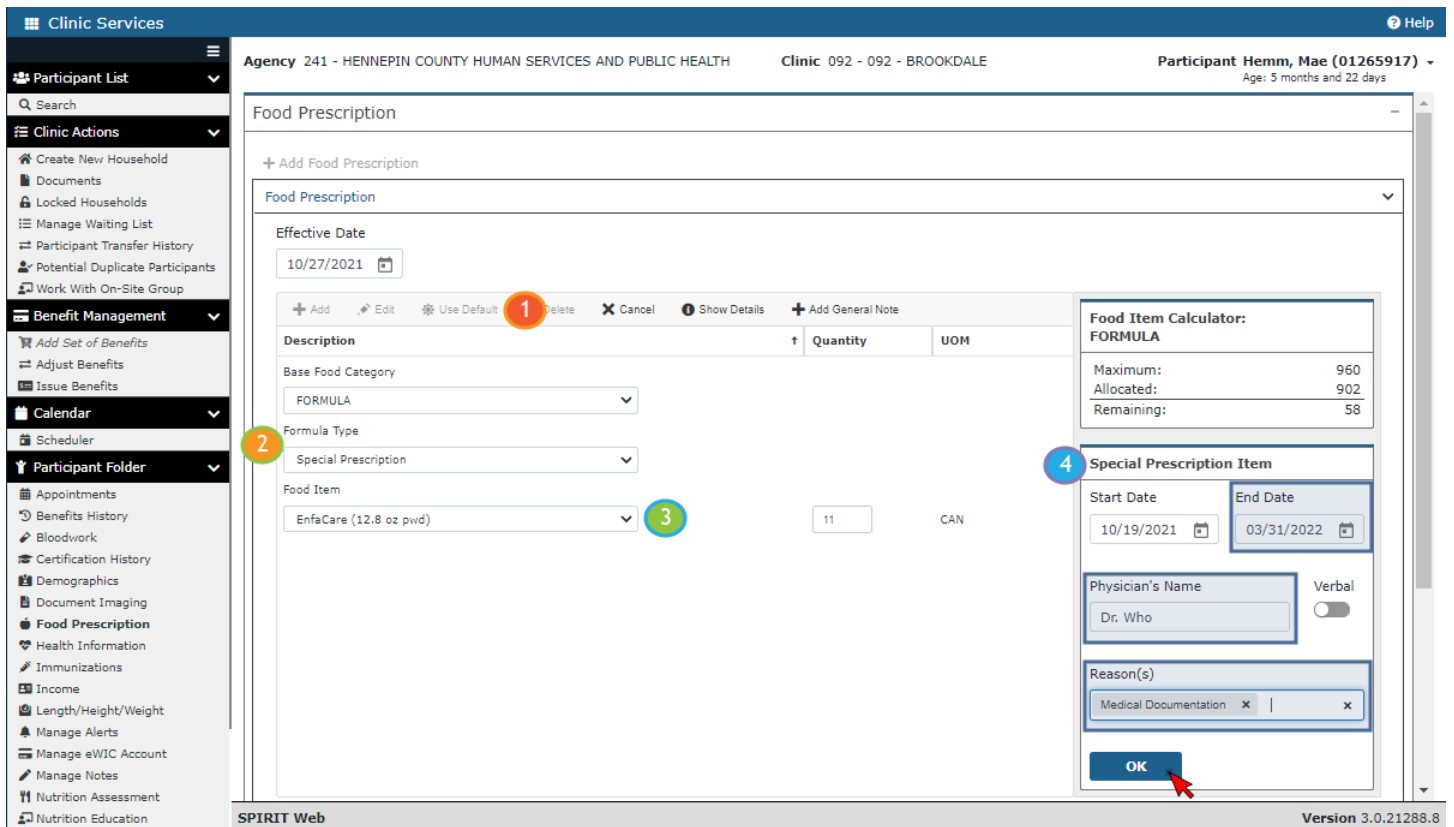 Clinic Services
Help
Agency 241 - HENNEPIN COUNTY HUMAN SERVICES AND PUBLIC HEALTH Clinic 092 - 092 - BROOKDALE Participant Hemm, Mae (01265917)
Age: 5 months and 22 days
Participant List
Search
Clinic Actions
Create New Household
Documents
Locked Households
Manage Waiting List
Participant Transfer History
Potential Duplicate Participants
Work With On-Site Group
Benefit Management
Add Set of Benefits
Adjust Benefits
Issue Benefits
Calendar
Scheduler
Participant Folder
Appointments
Benefits History
Bloodwork
Certification History
Demographics
Document Imaging
Food Prescription
Health Information
Immunizations
Income
Length/Height/Weight
Manage Alerts
Manage eWIC Account
Manage Notes
Nutrition Assessment
Nutrition Education
Food Prescription
+ Add Food Prescription
Food Prescription
Effective Date
10/27/2021
Add Edit Use Default 1 Delete Cancel Show Details Add General Note
Description ↑ Quantity UOM
Base Food Category
FORMULA
2 Formula Type
Special Prescription
Food Item
EnfaCare (12.8 oz pwd) 3 11 CAN
Food Item Calculator:
FORMULA
Maximum: 960
Allocated: 902
Remaining: 58
4 Special Prescription Item
Start Date End Date
10/19/2021 03/31/2022
Physician's Name Verbal
Dr. Who
Reason(s)
Medical Documentation x x
OK
SPIRIT Web Version 3.0.21288.8